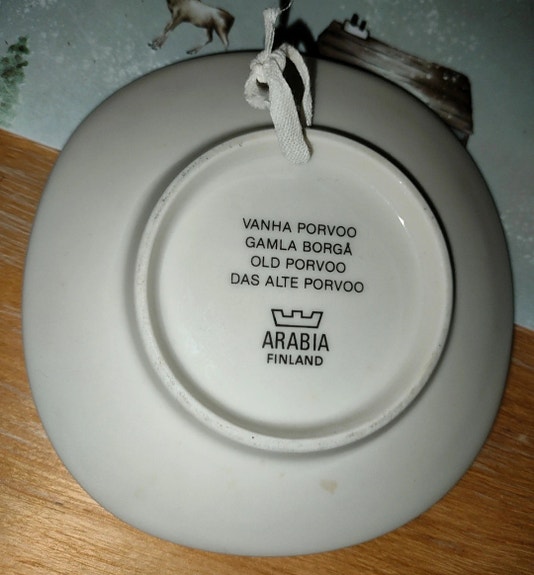 VANHA PORVOO
GAMLA BORGÅ
OLD PORVOO
DAS ALTE PORVOO
ARABIA
FINLAND